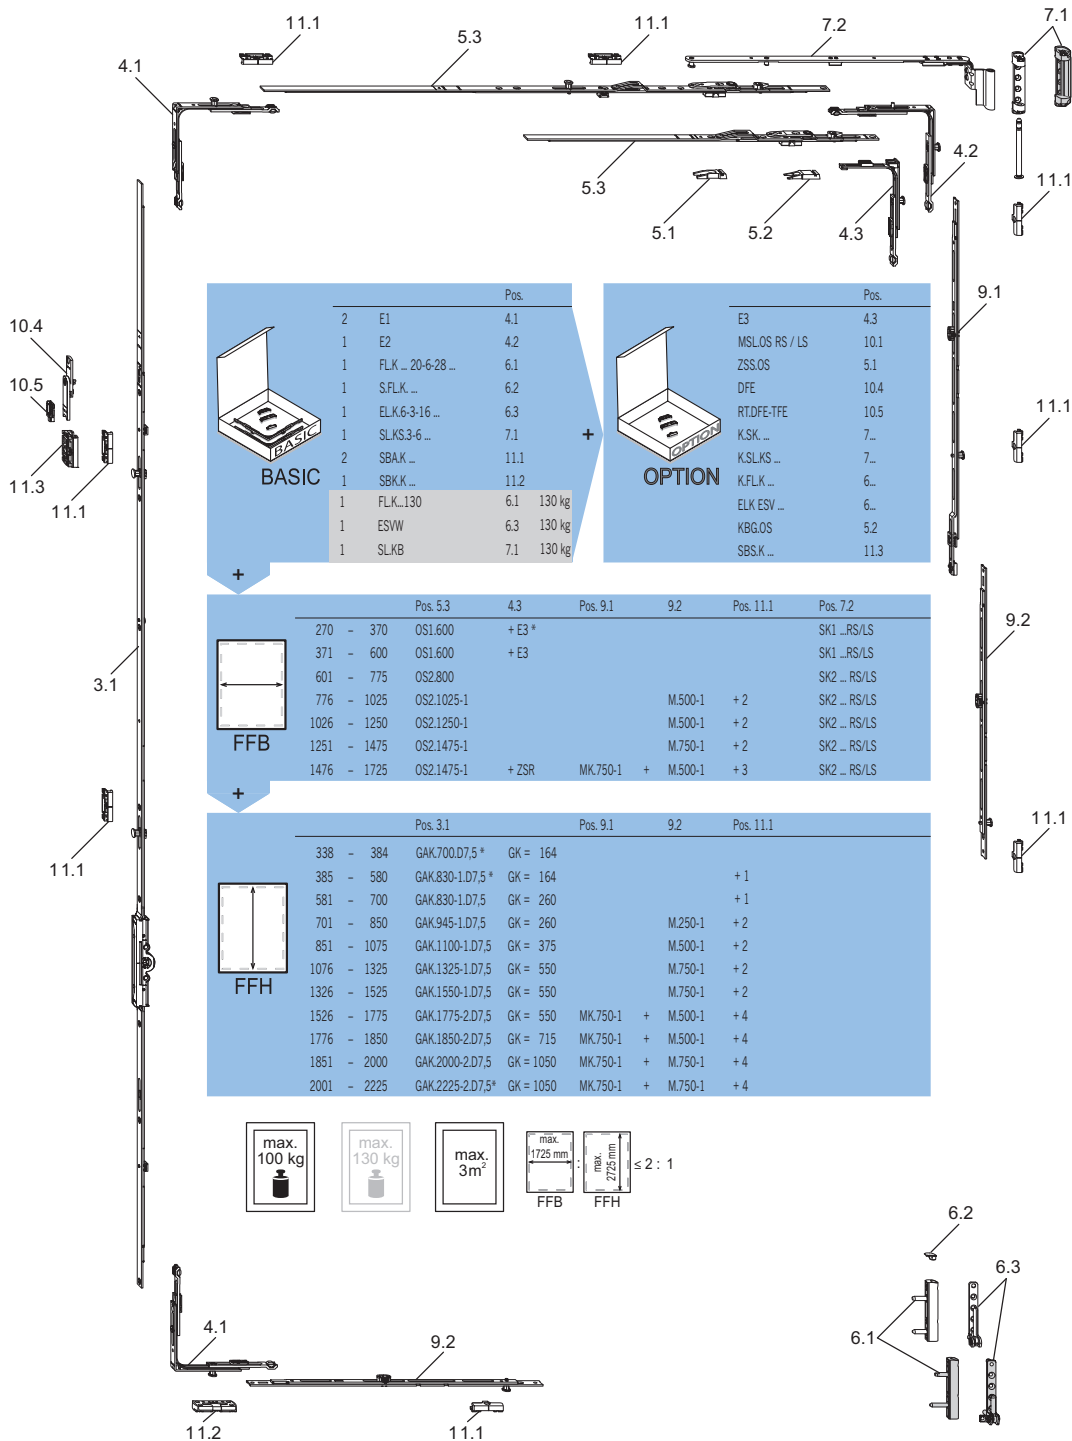 11.1
5.3
11.1
7.2
7.1
4.1
5.3
5.1
5.2
4.3
4.2
11.1
9.1
10.4
10.5
11.3
11.1
11.1
3.1
11.1
9.2
11.1
Pos.
2 E1 4.1
1 E2 4.2
1 FL.K ... 20-6-28 ... 6.1
1 S.FL.K. ... 6.2
1 EL.K.6-3-16 ... 6.3
1 SL.KS.3-6 ... 7.1
2 SBA.K ... 11.1
1 SBK.K ... 11.2
1 FL.K...130 6.1 130 kg
1 ESVW 6.3 130 kg
1 SL.KB 7.1 130 kg
BASIC
BASIC
+
Pos.
E3 4.3
MSL.OS RS / LS 10.1
ZSS.OS 5.1
DFE 10.4
RT.DFE-TFE 10.5
K.SK. ... 7...
K.SL.KS ... 7...
K.FL.K ... 6...
ELK ESV ... 6...
KBG.OS 5.2
SBS.K ... 11.3
OPTION
OPTION
+
Pos. 5.3 4.3 Pos. 9.1 9.2 Pos. 11.1 Pos. 7.2
270 – 370 OS1.600 + E3 * SK1 ...RS/LS
371 – 600 OS1.600 + E3 SK1 ...RS/LS
601 – 775 OS2.800 SK2 ... RS/LS
776 – 1025 OS2.1025-1 M.500-1 + 2 SK2 ... RS/LS
1026 – 1250 OS2.1250-1 M.500-1 + 2 SK2 ... RS/LS
1251 – 1475 OS2.1475-1 M.750-1 + 2 SK2 ... RS/LS
1476 – 1725 OS2.1475-1 + ZSR MK.750-1 + M.500-1 + 3 SK2 ... RS/LS
FFB
+
Pos. 3.1 Pos. 9.1 9.2 Pos. 11.1
338 – 384 GAK.700.D7,5 * GK = 164
385 – 580 GAK.830-1.D7,5 * GK = 164 + 1
581 – 700 GAK.830-1.D7,5 GK = 260 + 1
701 – 850 GAK.945-1.D7,5 GK = 260 M.250-1 + 2
851 – 1075 GAK.1100-1.D7,5 GK = 375 M.500-1 + 2
1076 – 1325 GAK.1325-1.D7,5 GK = 550 M.750-1 + 2
1326 – 1525 GAK.1550-1.D7,5 GK = 550 M.750-1 + 2
1526 – 1775 GAK.1775-2.D7,5 GK = 550 MK.750-1 + M.500-1 + 4
1776 – 1850 GAK.1850-2.D7,5 GK = 715 MK.750-1 + M.500-1 + 4
1851 – 2000 GAK.2000-2.D7,5 GK = 1050 MK.750-1 + M.750-1 + 4
2001 – 2225 GAK.2225-2.D7,5* GK = 1050 MK.750-1 + M.750-1 + 4
FFH
max.
100 kg
max.
130 kg
max.
3m²
max.
1725 mm
FFB
:
max.
2725 mm
FFH
≤ 2 : 1
6.2
6.3
6.1
4.1
9.2
11.2
11.1